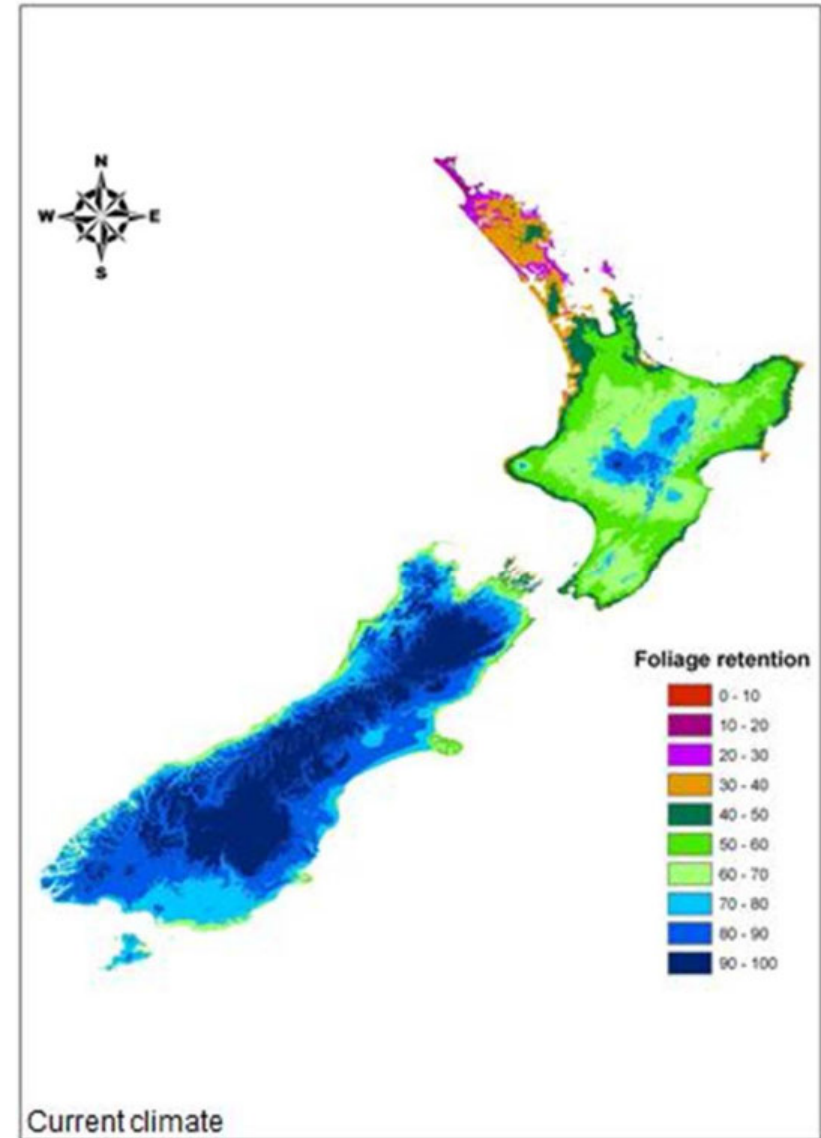 N
W E
S
Foliage retention
0 - 10
10 - 20
20 - 30
30 - 40
40 - 50
50 - 60
60 - 70
70 - 80
80 - 90
90 - 100
Current climate